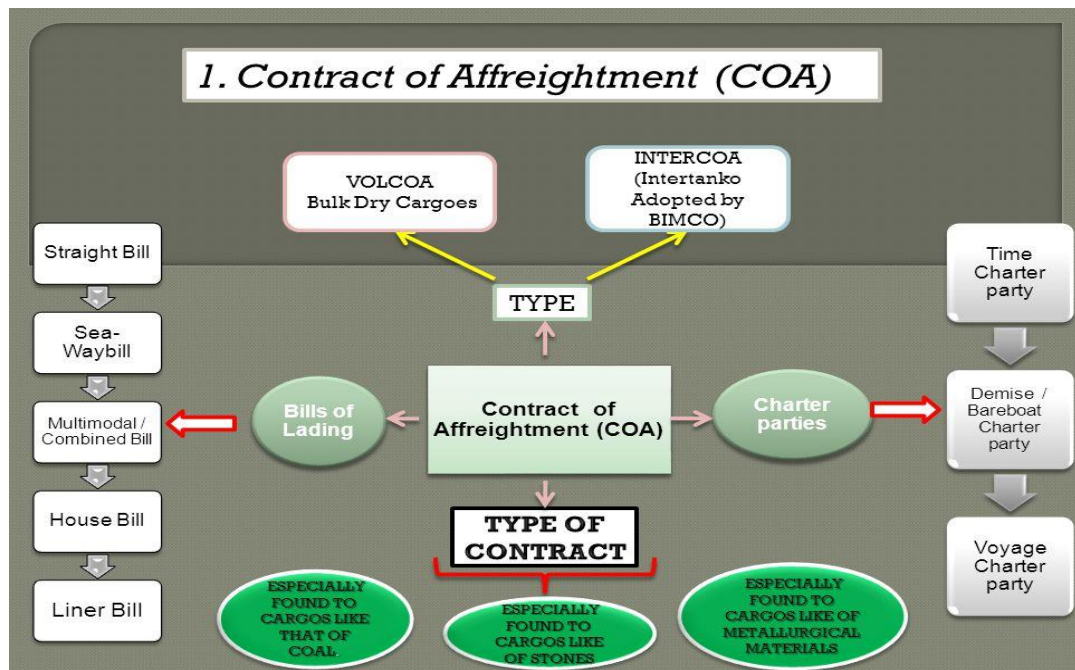 1. Contract of Affreightment (COA)
VOLCOA
Bulk Dry Cargoes
INTERCOA
(Intertanko
Adopted by
BIMCO)
TYPE
Straight Bill
Sea-
Waybill
Multimodal /
Combined Bill
House Bill
Liner Bill
Bills of
Lading
Contract of
Affreightment (COA)
Charter
parties
Time
Charter
party
Demise /
Bareboat
Charter
party
Voyage
Charter
party
TYPE OF
CONTRACT
ESPECIALLY
FOUND TO
CARGOS LIKE
THAT OF
COAL
ESPECIALLY
FOUND TO
CARGOS LIKE
OF STONES
ESPECIALLY
FOUND TO
CARGOS LIKE OF
METALLURGICAL
MATERIALS